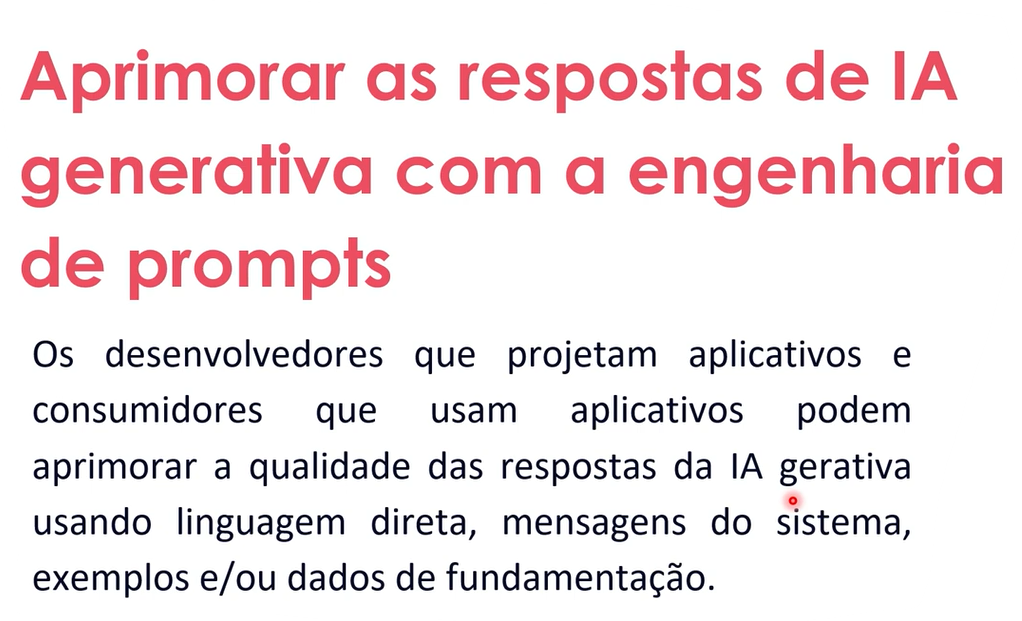 Aprimorar as respostas de IA
generativa com a engenharia
de prompts
Os desenvolvedores que projetam aplicativos e
consumidores que usam aplicativos podem
aprimorar a qualidade das respostas da IA gerativa
usando linguagem direta, mensagens do sistema,
exemplos e/ou dados de fundamentação.